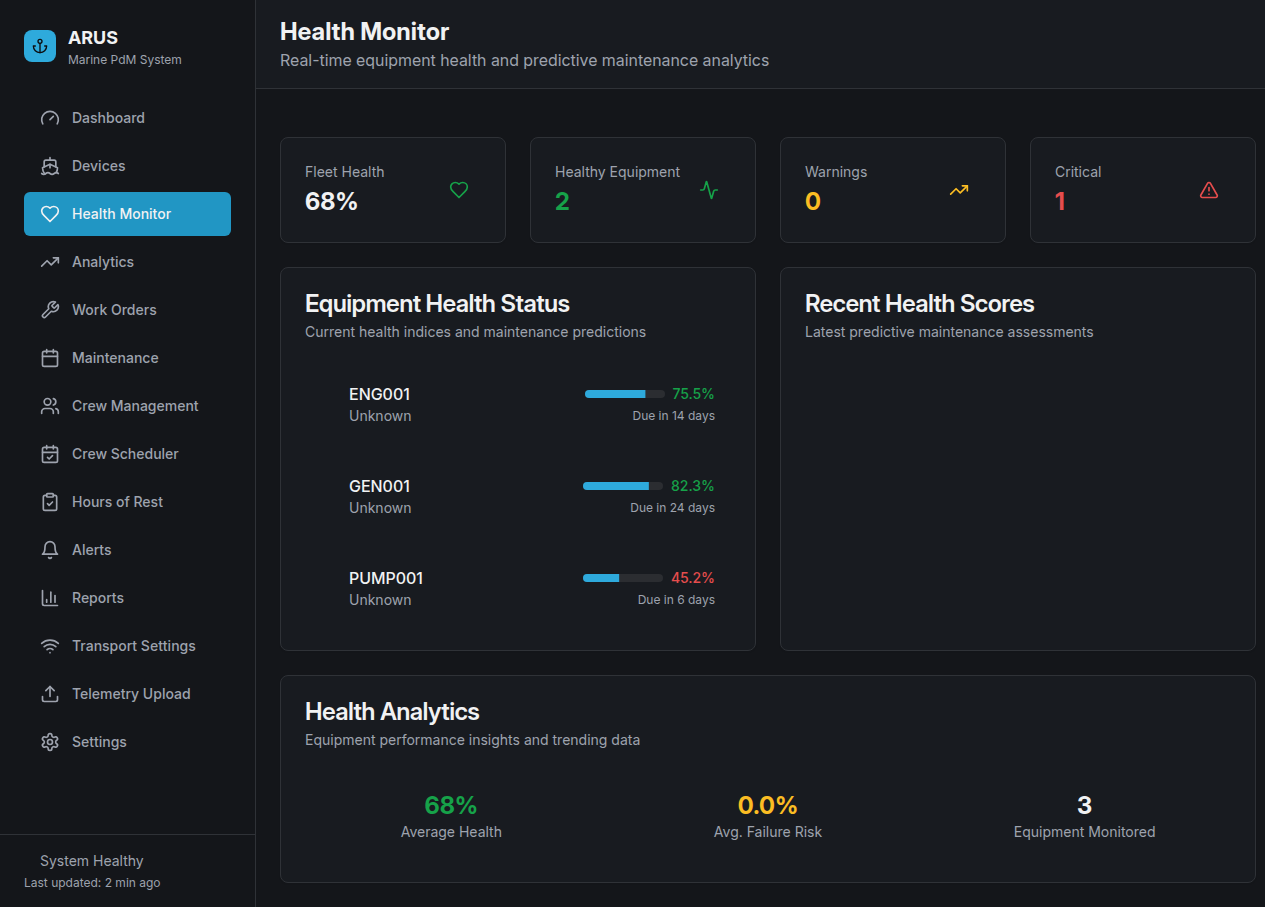 ARUS
Marine PdM System
Dashboard
Devices
Health Monitor
Analytics
Work Orders
Maintenance
Crew Management
Crew Scheduler
Hours of Rest
Alerts
Reports
Transport Settings
Telemetry Upload
Settings
System Healthy
Last updated: 2 min ago
Health Monitor
Real-time equipment health and predictive maintenance analytics
Fleet Health
68%
Healthy Equipment
2
Warnings
0
Critical
1
Equipment Health Status
Current health indices and maintenance predictions
ENG001
75.5%
Unknown
Due in 14 days
GEN001
82.3%
Unknown
Due in 24 days
PUMP001
45.2%
Unknown
Due in 6 days
Recent Health Scores
Latest predictive maintenance assessments
Health Analytics
Equipment performance insights and trending data
68%
Average Health
0.0%
Avg. Failure Risk
3
Equipment Monitored